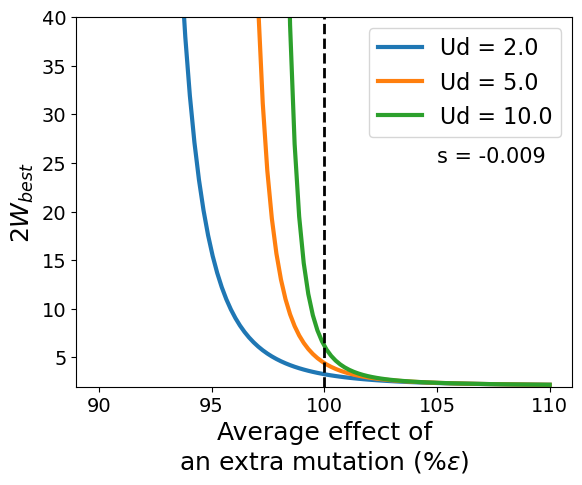 40
35
30
25
20
15
10
5
2W_best
Ud = 2.0
Ud = 5.0
Ud = 10.0
s = -0.009
90 95 100 105 110
Average effect of
an extra mutation (%ε)